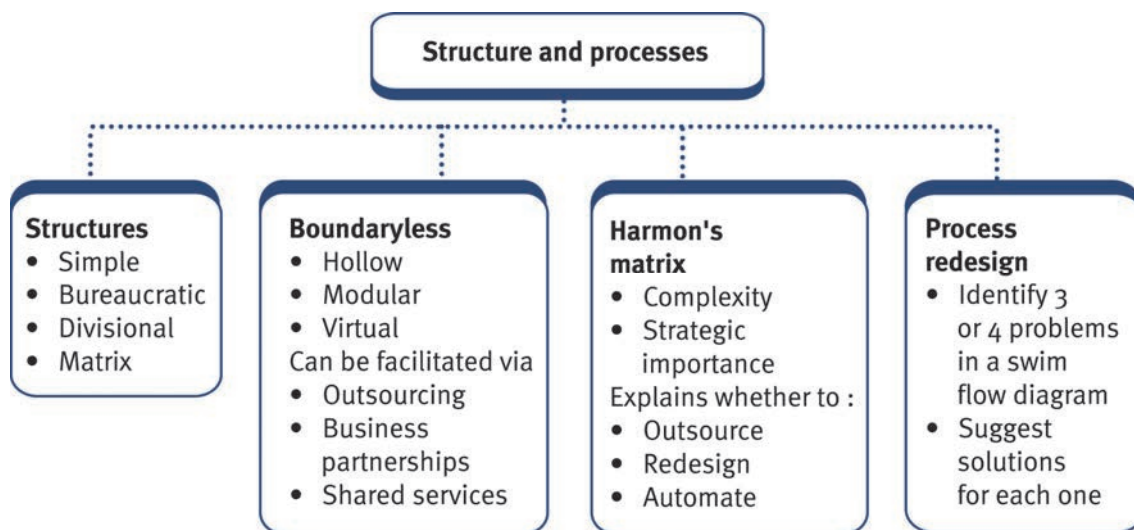 Structure and processes
Structures
• Simple
• Bureaucratic
• Divisional
• Matrix
Boundaryless
• Hollow
• Modular
• Virtual
Can be facilitated via
• Outsourcing
• Business
partnerships
• Shared services
Harmon's
matrix
• Complexity
• Strategic
importance
Explains whether to :
• Outsource
• Redesign
• Automate
Process
redesign
• Identify 3
or 4 problems
in a swim
flow diagram
• Suggest
solutions
for each one